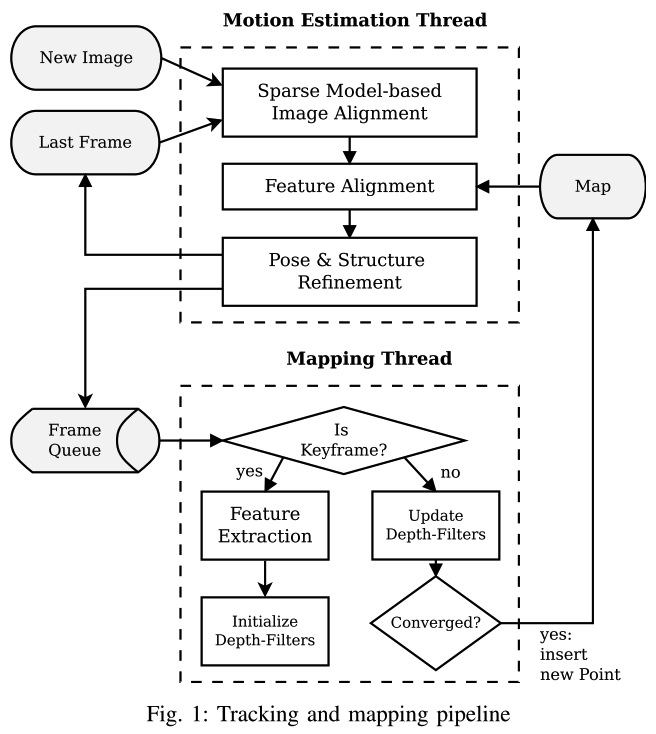 Motion Estimation Thread
New Image
Sparse Model-based
Image Alignment
Last Frame
Feature Alignment
Map
Pose & Structure
Refinement
Mapping Thread
Frame
Queue
Is
Keyframe?
yes
no
Feature
Extraction
Update
Depth-Filters
Initialize
Depth-Filters
Converged?
yes:
insert
new Point
Fig. 1: Tracking and mapping pipeline